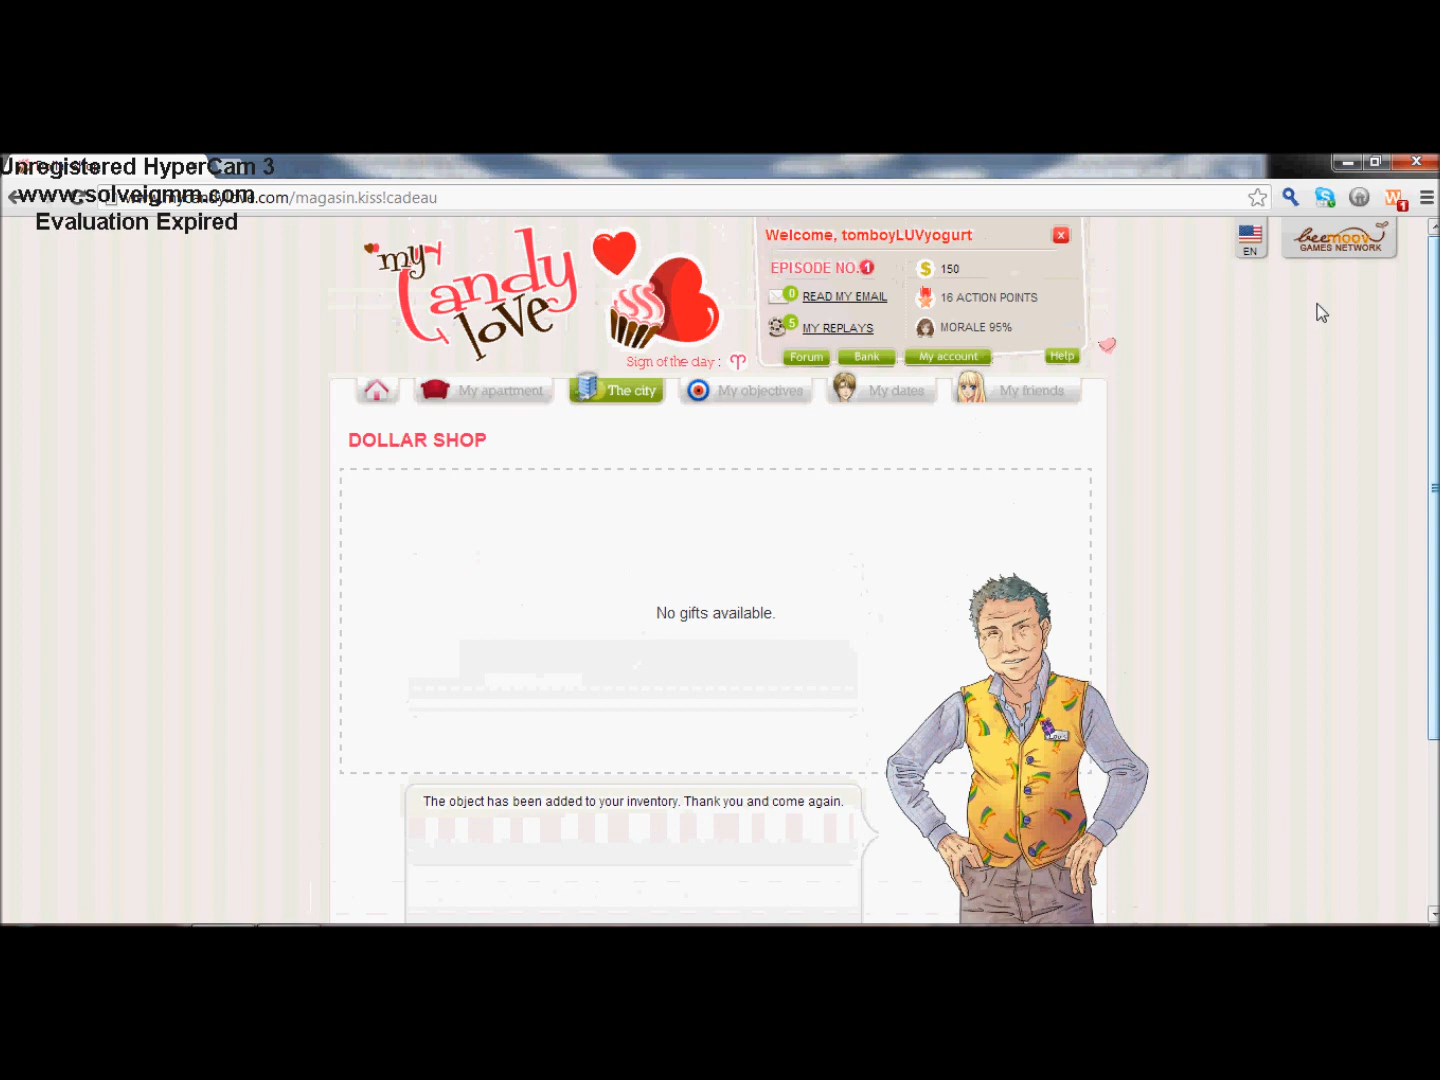 Unregistered HyperCam 3
www.solveigmm.com
Evaluation Expired
www.mycandylove.com/magasin.kiss!cadeau
my Candy love
Sign of the day :
Welcome, tomboyLUVyogurt
EPISODE NO. 1
$ 150
0 READ MY EMAIL
16 ACTION POINTS
5 MY REPLAYS
MORALE 95%
Forum
Bank
My account
Help
EN
beemoov
GAMES NETWORK
My apartment
The city
My objectives
My dates
My friends
DOLLAR SHOP
No gifts available.
The object has been added to your inventory. Thank you and come again.